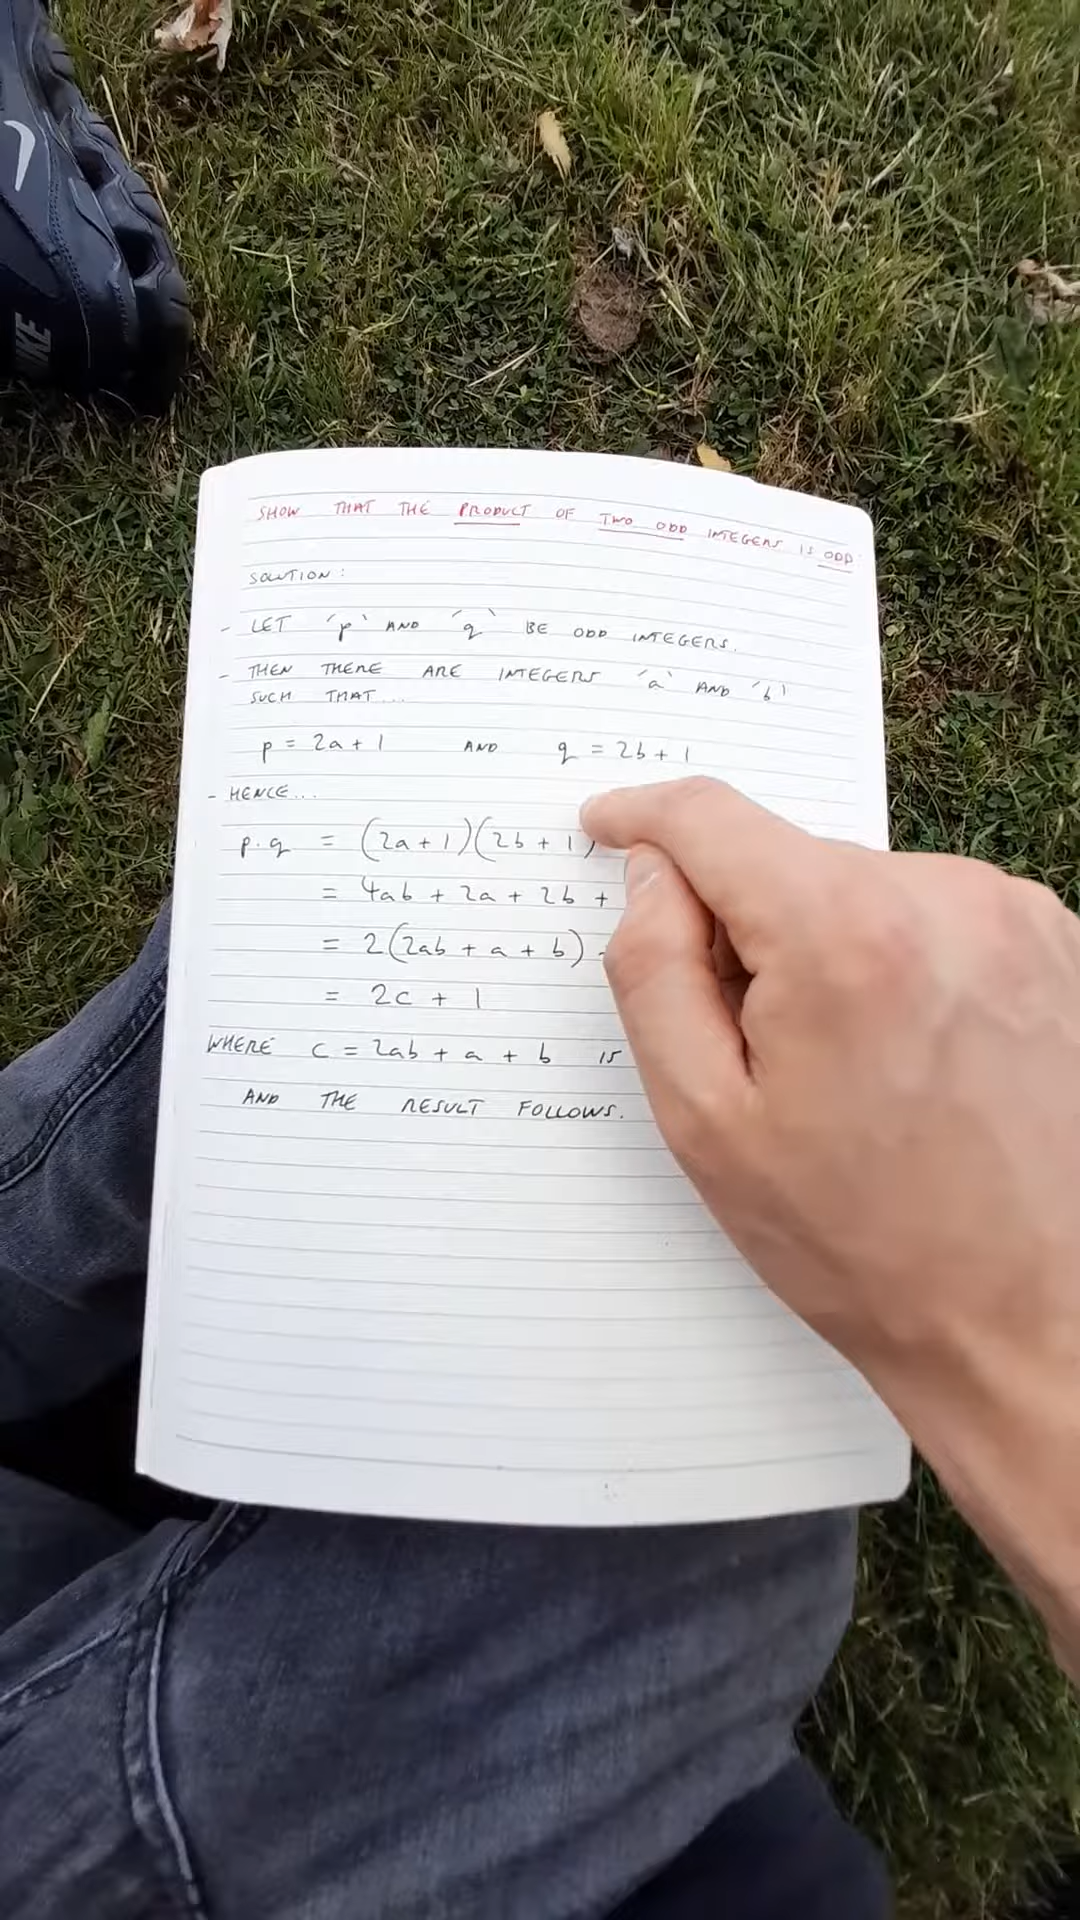 SHOW THAT THE PRODUCT OF TWO ODD INTEGERS IS ODD
SOLUTION:
- LET 'p' AND 'q' BE ODD INTEGERS.
- THEN THERE ARE INTEGERS 'a' AND 'b'
SUCH THAT...
p = 2a + 1 AND q = 2b + 1
- HENCE...
p.q = (2a + 1)(2b + 1)
= 4ab + 2a + 2b +
= 2(2ab + a + b)
= 2c + 1
WHERE c = 2ab + a + b IS
AND THE RESULT FOLLOWS.